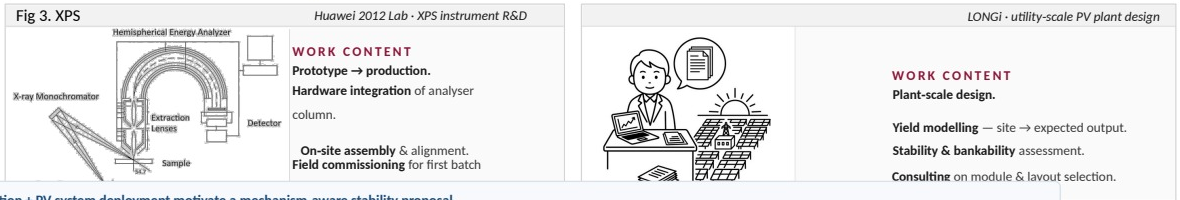 Fig 3. XPS
Huawei 2012 Lab · XPS instrument R&D
Hemispherical Energy Analyzer
X-ray Monochromator
Extraction
Lenses
Detector
Sample
WORK CONTENT
Prototype → production.
Hardware integration of analyser
column.
On-site assembly & alignment.
Field commissioning for first batch
LONGi · utility-scale PV plant design
WORK CONTENT
Plant-scale design.
Yield modelling — site → expected output.
Stability & bankability assessment.
Consulting on module & layout selection.
+ PV system deployment motivate a mechanism-aware stability proposal